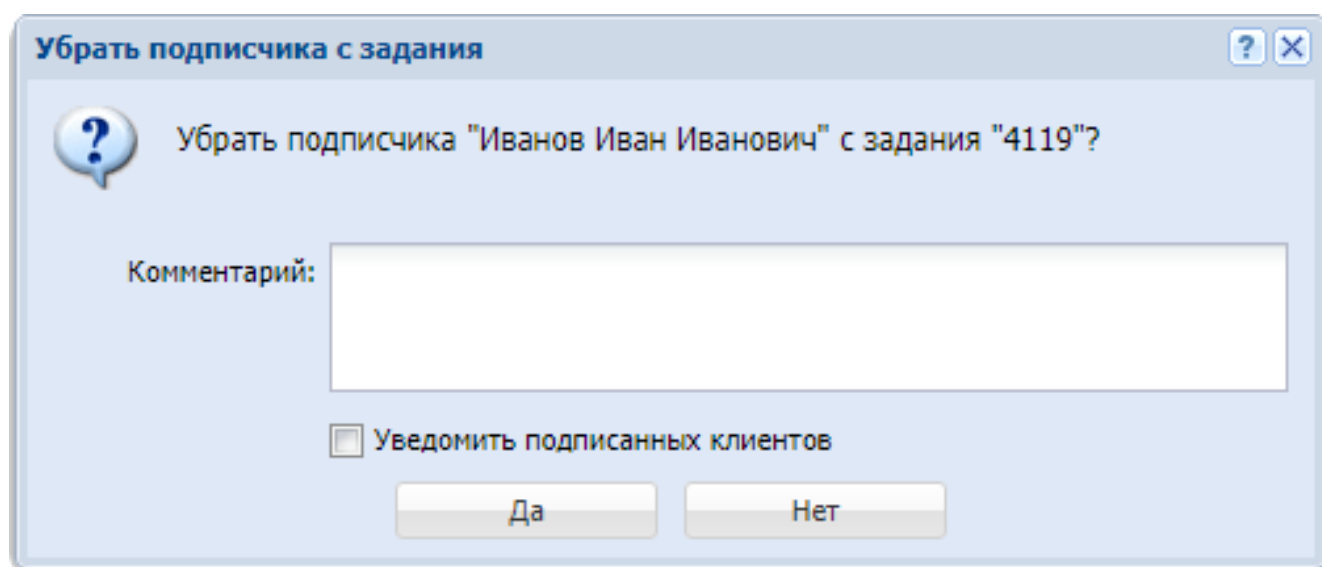 Убрать подписчика с задания
Убрать подписчика "Иванов Иван Иванович" с задания "4119"?
Комментарий:
Уведомить подписанных клиентов
Да Нет